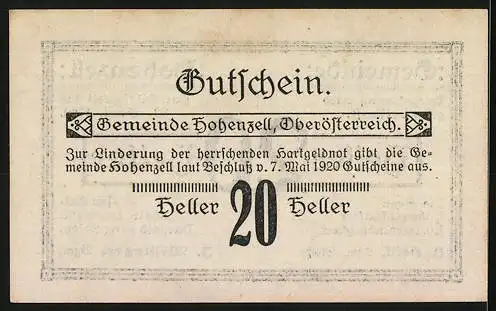 Gutschein.
Gemeinde Hohenzell, Oberösterreich.
Zur Linderung der herrschenden Hartgeldnot gibt die Ge-
meinde Hohenzell laut Beschluß v. 7. Mai 1920 Gutscheine aus.
Heller 20 Heller